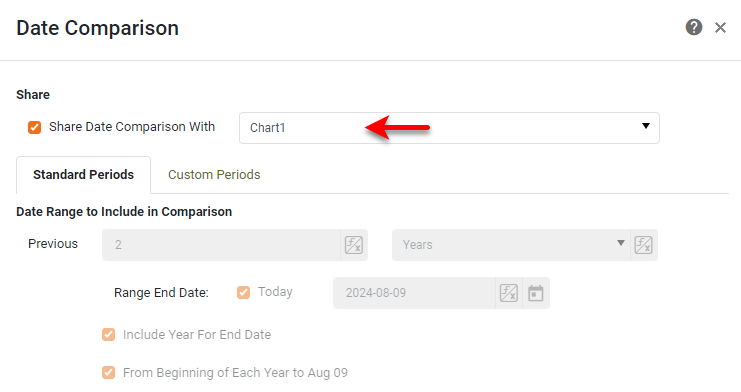 Date Comparison
Share
Share Date Comparison With Chart1
Standard Periods Custom Periods
Date Range to Include in Comparison
Previous 2 Years
Range End Date: Today 2024-08-09
Include Year For End Date
From Beginning of Each Year to Aug 09